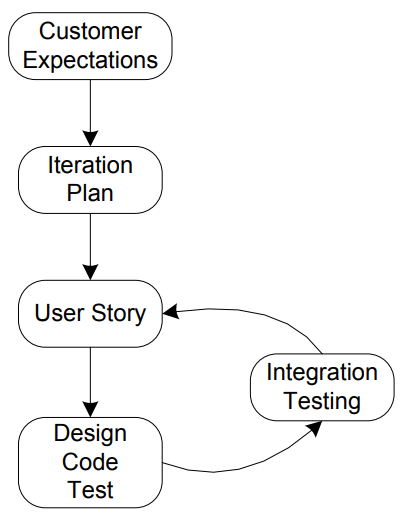 Customer
Expectations
Iteration
Plan
User Story
Integration
Testing
Design
Code
Test